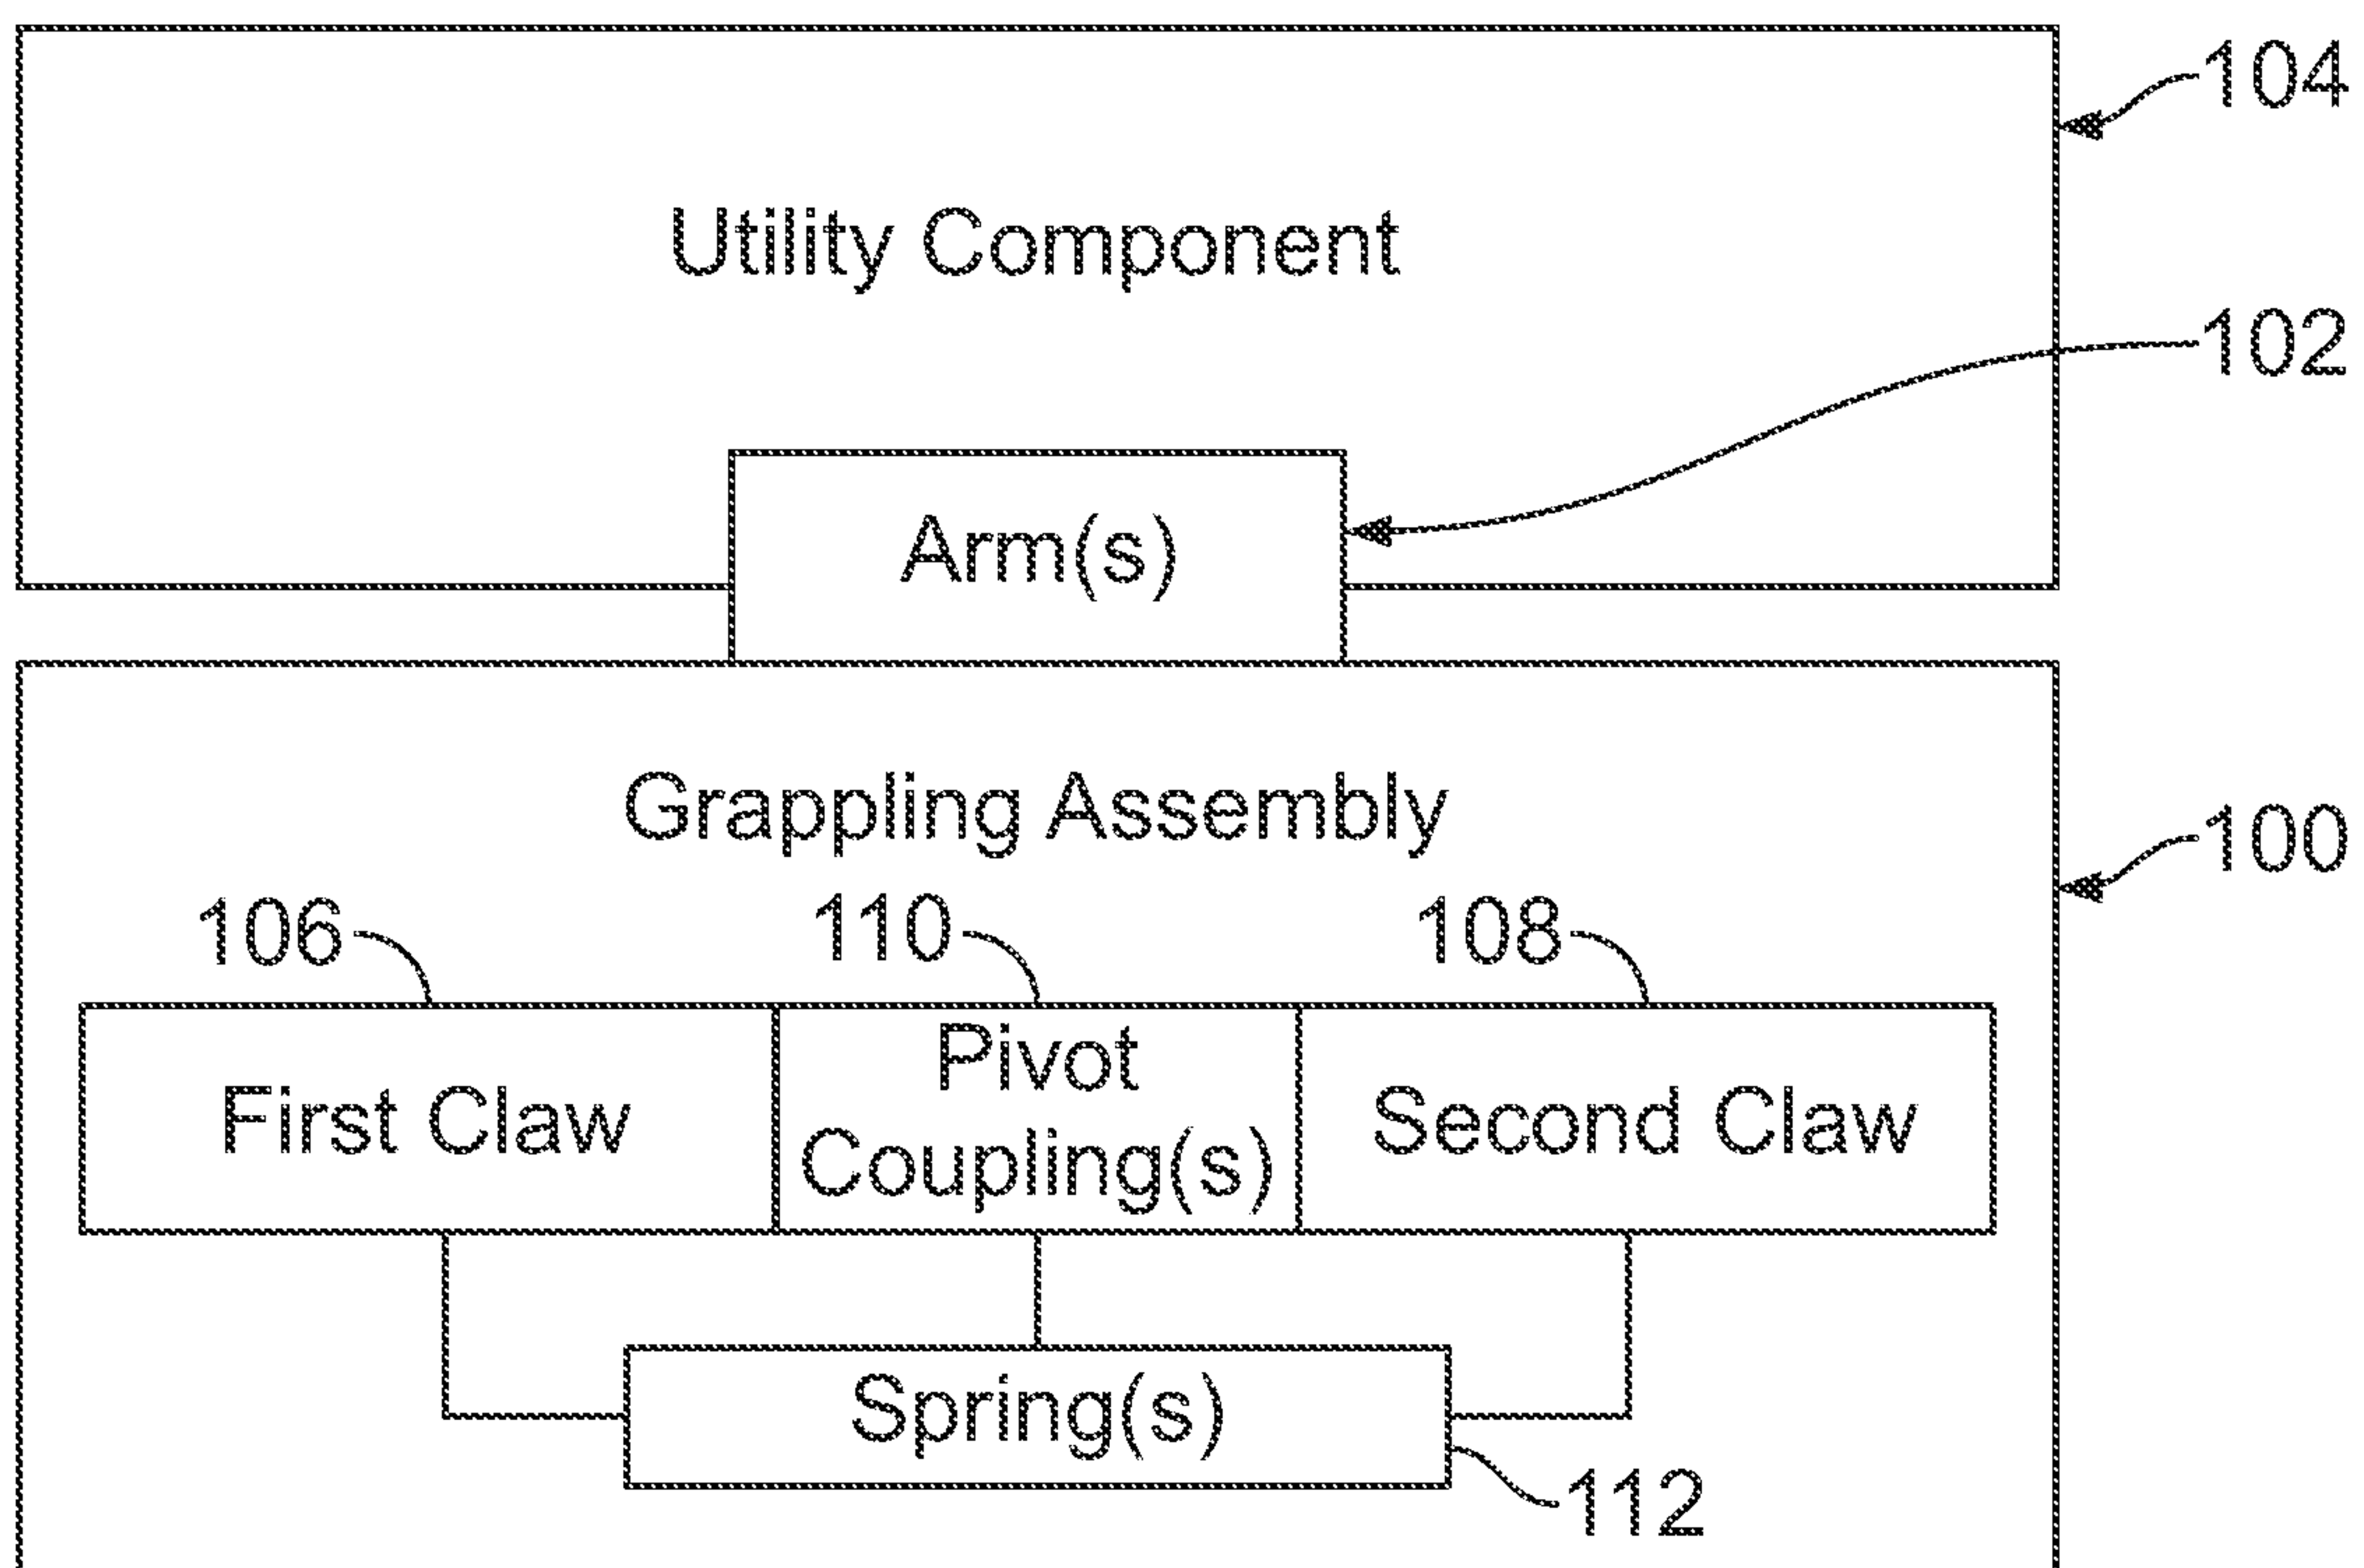 104
Utility Component
102
Arm(s)
Grappling Assembly
100
106
110
108
First Claw
Pivot
Coupling(s)
Second Claw
Spring(s)
112